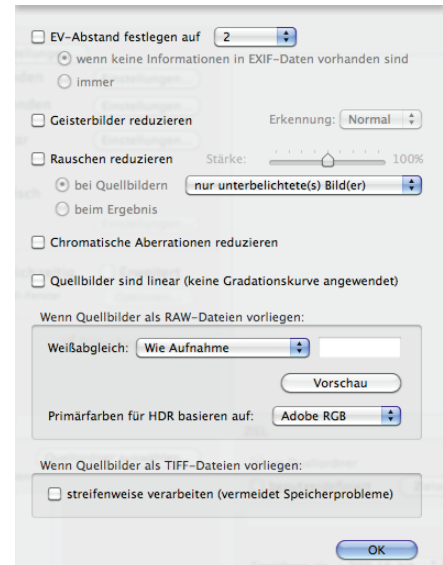 EV-Abstand festlegen auf 2
wenn keine Informationen in EXIF-Daten vorhanden sind
immer
Geisterbilder reduzieren Erkennung: Normal
Rauschen reduzieren Stärke: 100%
bei Quellbildern nur unterbelichtete(s) Bild(er)
beim Ergebnis
Chromatische Aberrationen reduzieren
Quellbilder sind linear (keine Gradationskurve angewendet)
Wenn Quellbilder als RAW-Dateien vorliegen:
Weißabgleich: Wie Aufnahme
Vorschau
Primärfarben für HDR basieren auf: Adobe RGB
Wenn Quellbilder als TIFF-Dateien vorliegen:
streifenweise verarbeiten (vermeidet Speicherprobleme)
OK